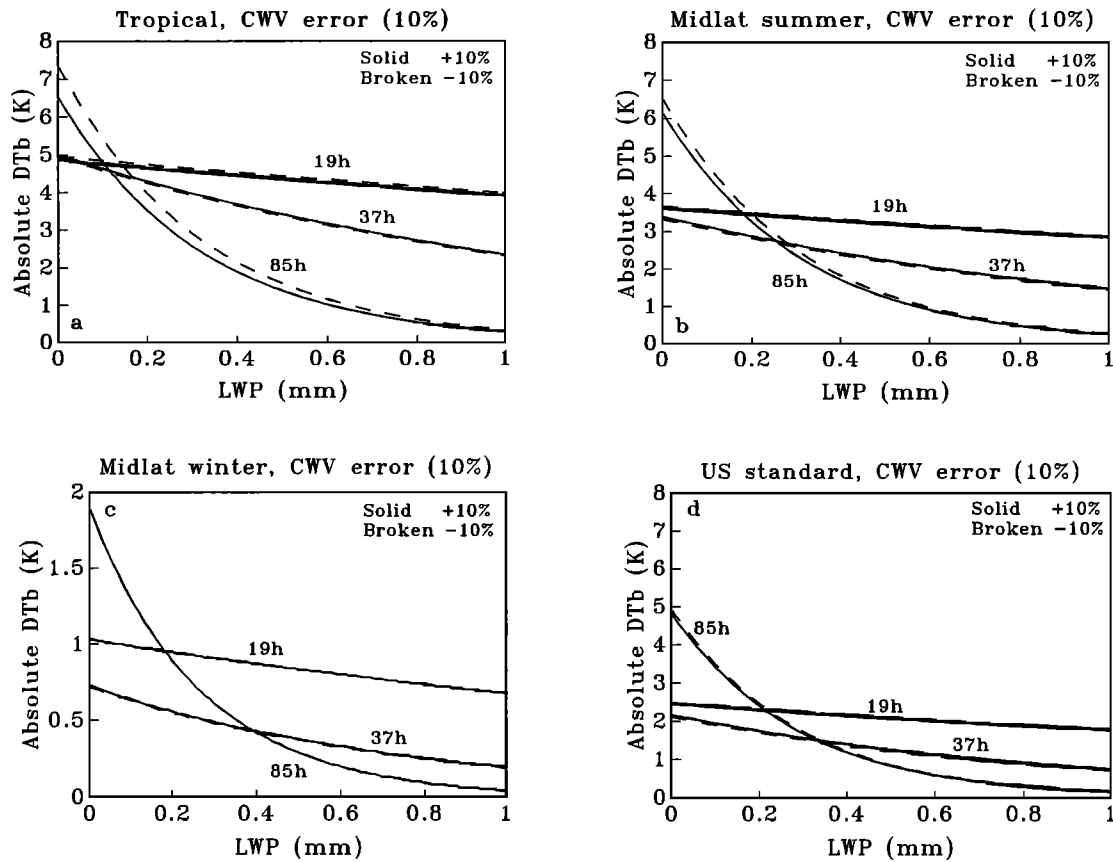 Tropical, CWV error (10%)
Absolute DTb (K)
8
7
6
5
4
3
2
1
0
Solid +10%
Broken -10%
19h
37h
85h
a
0 0.2 0.4 0.6 0.8 1
LWP (mm)
Midlat summer, CWV error (10%)
Absolute DTb (K)
8
7
6
5
4
3
2
1
0
Solid +10%
Broken -10%
19h
37h
85h
b
0 0.2 0.4 0.6 0.8 1
LWP (mm)
Midlat winter, CWV error (10%)
Absolute DTb (K)
2
1.5
1
0.5
0
c
Solid +10%
Broken -10%
19h
37h
85h
0 0.2 0.4 0.6 0.8 1
LWP (mm)
US standard, CWV error (10%)
Absolute DTb (K)
8
7
6
5
4
3
2
1
0
d
Solid +10%
Broken -10%
85h
19h
37h
0 0.2 0.4 0.6 0.8 1
LWP (mm)